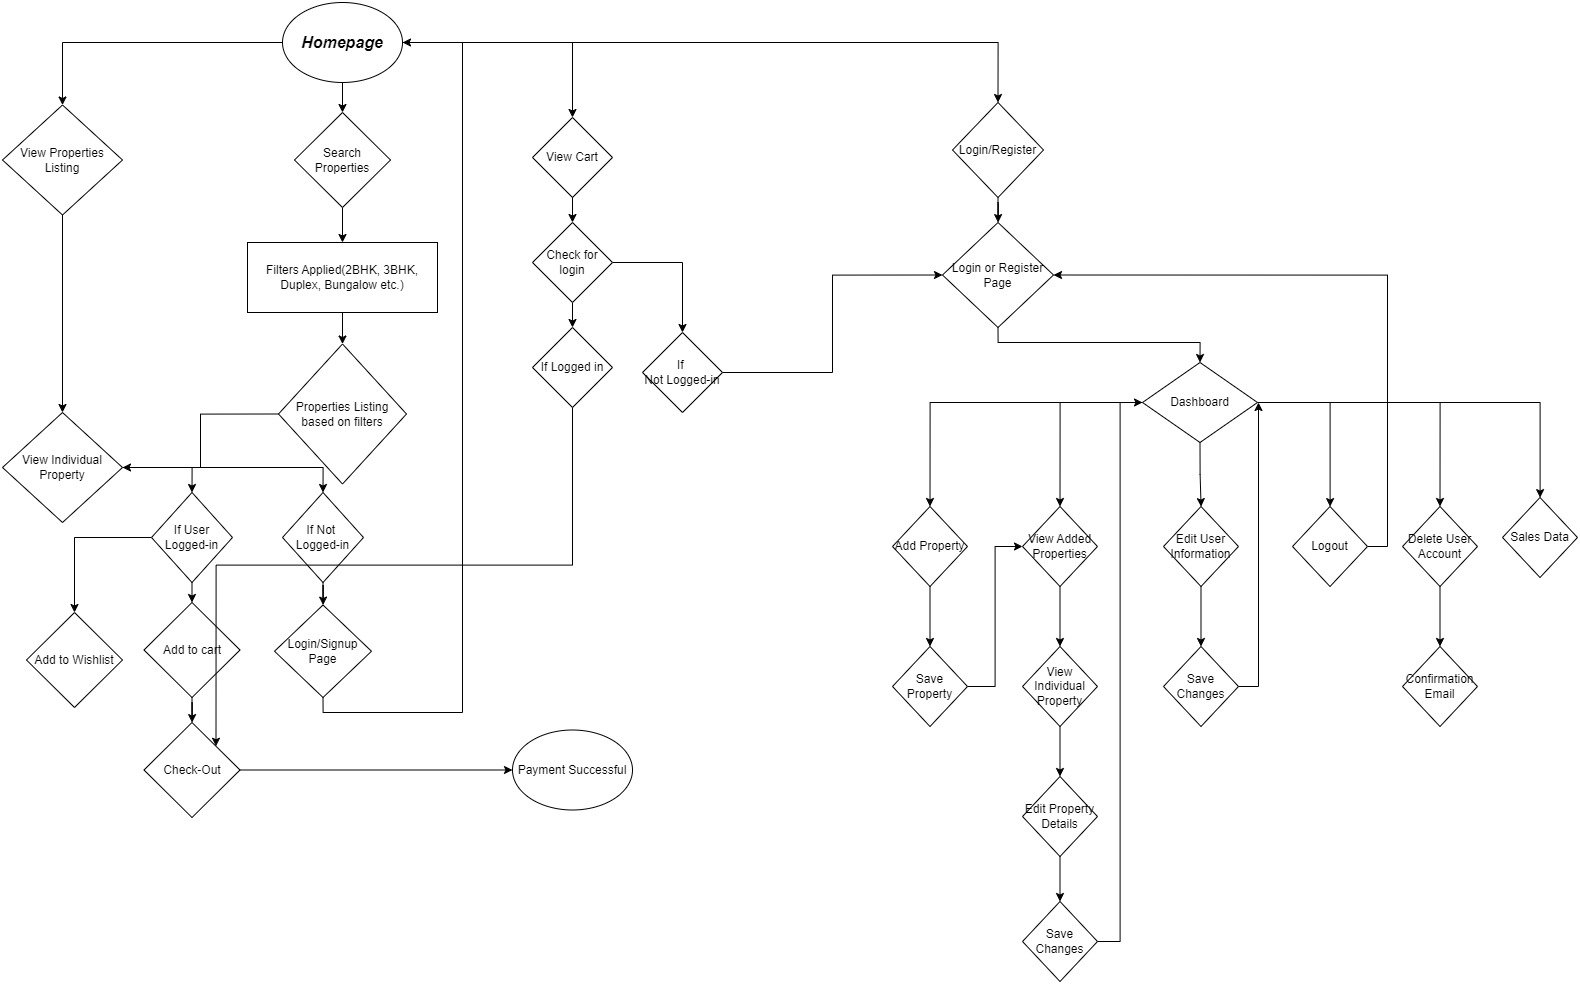 Homepage
View Properties
Listing
Search
Properties
View Cart
Login/Register
Filters Applied(2BHK, 3BHK,
Duplex, Bungalow etc.)
Check for
login
Login or Register
Page
Properties Listing
based on filters
If Logged in
If
Not Logged-in
Dashboard
View Individual
Property
If User
Logged-in
If Not
Logged-in
Add Property
View Added
Properties
Edit User
Information
Logout
Delete User
Account
Sales Data
Add to Wishlist
Add to cart
Login/Signup
Page
Save
Property
View
Individual
Property
Save
Changes
Confirmation
Email
Check-Out
Payment Successful
Edit Property
Details
Save
Changes